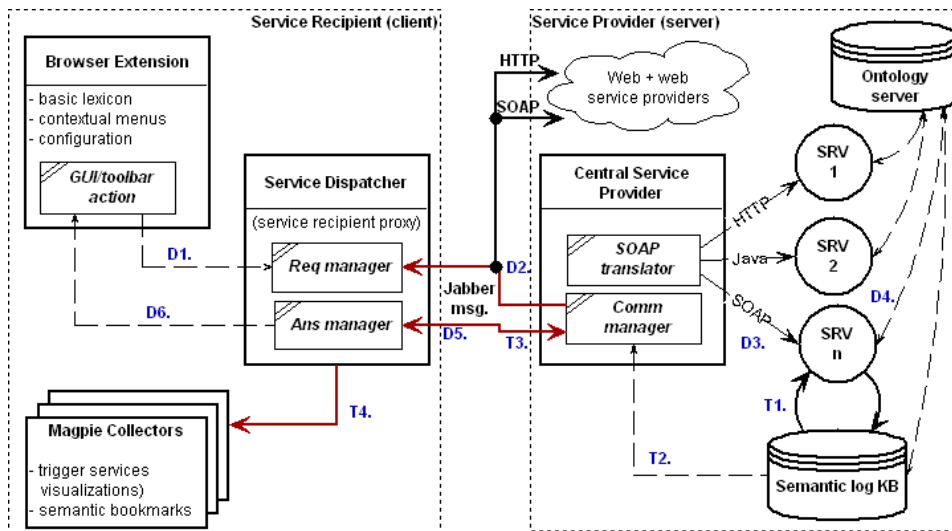 Service Recipient (client)
Service Provider (server)
Browser Extension
- basic lexicon
- contextual menus
- configuration
GUI/toolbar
action
HTTP
SOAP
Web + web
service providers
Ontology
server
Service Dispatcher
(service recipient proxy)
Req manager
Ans manager
Central Service
Provider
SOAP
translator
Comm
manager
HTTP
Java
SOAP
SRV
1
SRV
2
SRV
n
D1.
D2.
Jabber
msg.
D6.
D5.
T3.
D3.
D4.
T4.
T1.
T2.
Magpie Collectors
- trigger services
visualizations)
- semantic bookmarks
Semantic log KB